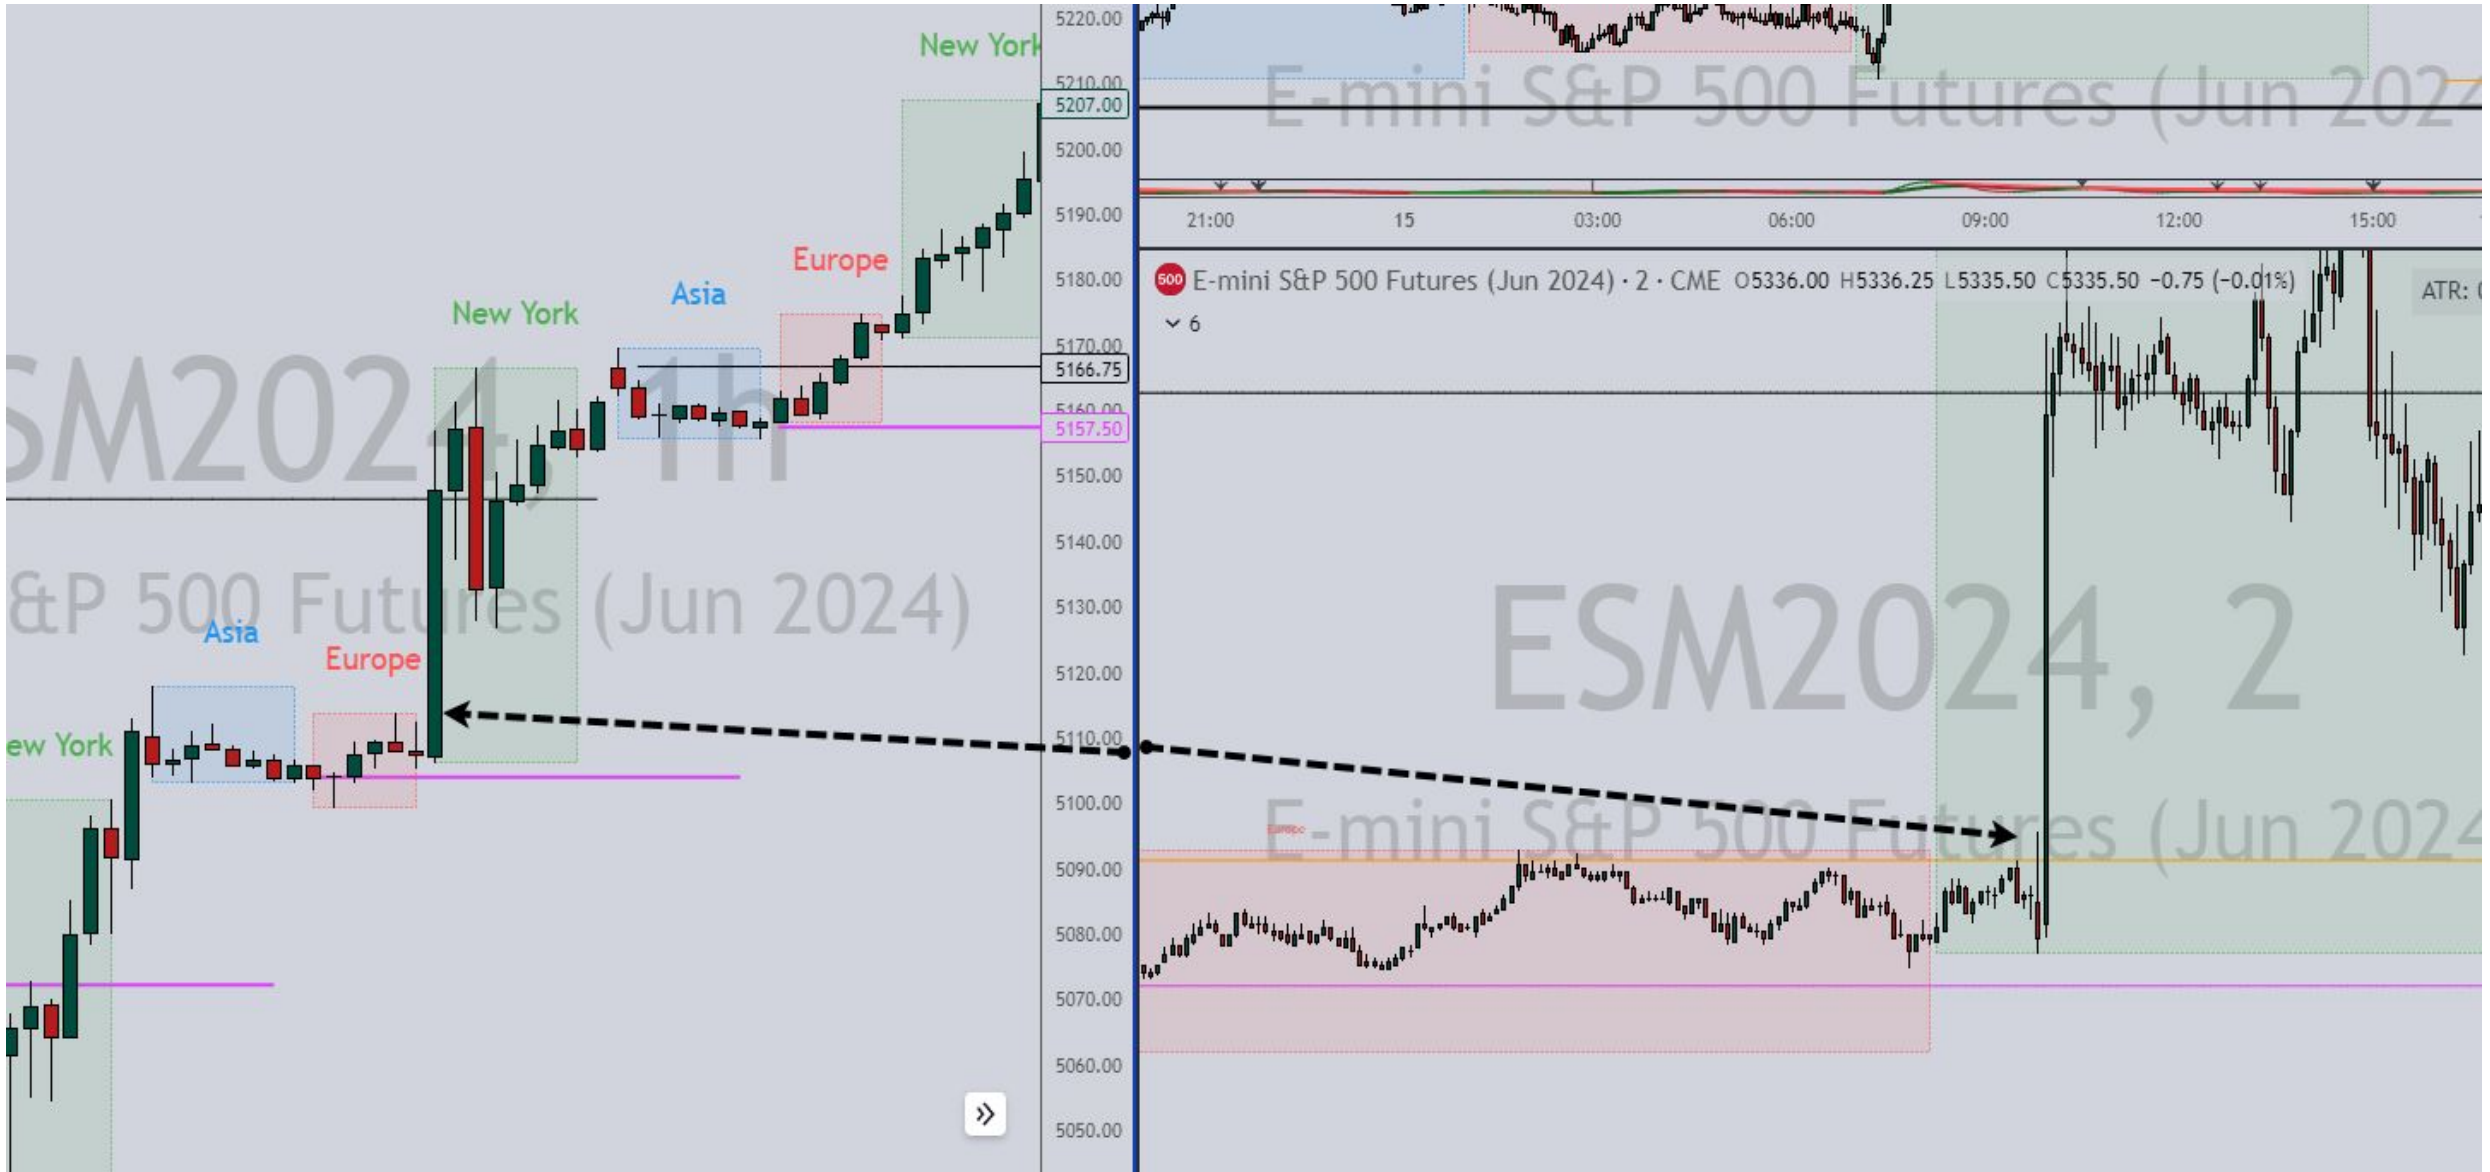 New York
New York
Asia
Europe
Asia
Europe
ew York
SM2024, 1h
&P 500 Futures (Jun 2024)
5220.00
5210.00
5207.00
5200.00
5190.00
5180.00
5170.00
5166.75
5160.00
5157.50
5150.00
5140.00
5130.00
5120.00
5110.00
5100.00
5090.00
5080.00
5070.00
5060.00
5050.00
E-mini S&P 500 Futures (Jun 202
21:00 15 03:00 06:00 09:00 12:00 15:00
500 E-mini S&P 500 Futures (Jun 2024) · 2 · CME O5336.00 H5336.25 L5335.50 C5335.50 −0.75 (−0.01%)
ATR:
6
ESM2024, 2
E-mini S&P 500 Futures (Jun 2024
Europe